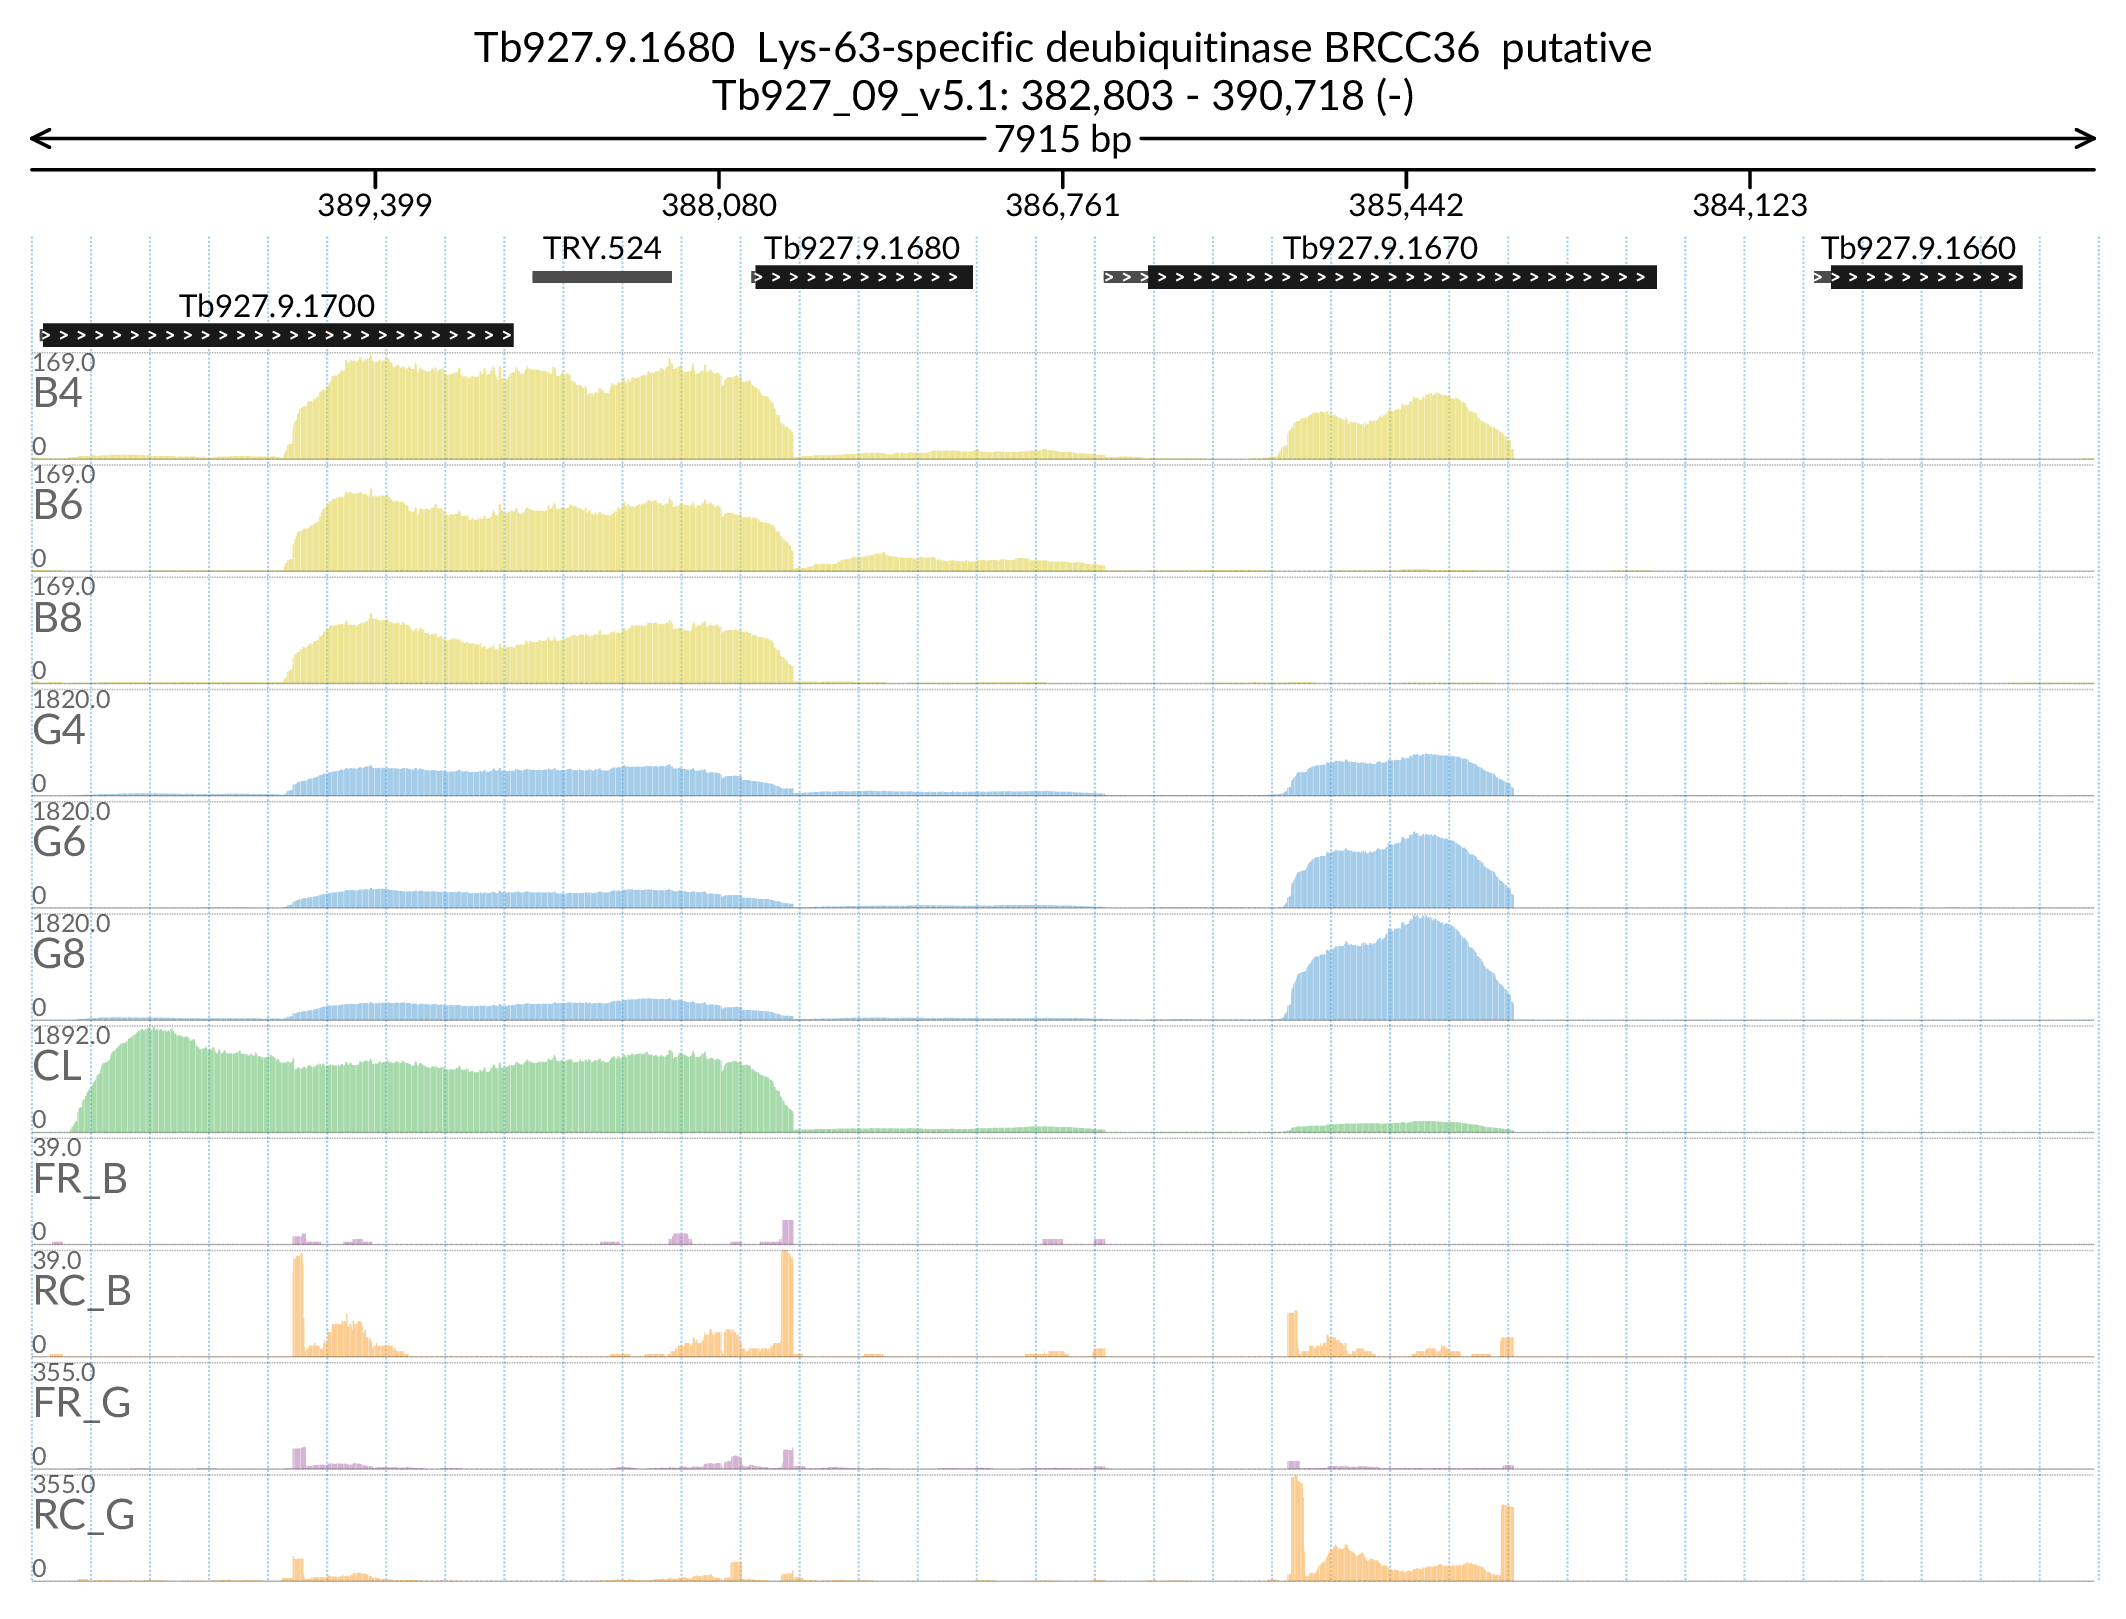 Tb927.9.1680  Lys-63-specific deubiquitinase BRCC36  putative
Tb927_09_v5.1: 382,803 - 390,718 (-)
7915 bp
389,399 388,080 386,761 385,442 384,123
TRY.524 Tb927.9.1680 Tb927.9.1670 Tb927.9.1660
Tb927.9.1700
169.0
B4
0
169.0
B6
0
169.0
B8
0
1820.0
G4
0
1820.0
G6
0
1820.0
G8
0
1892.0
CL
0
39.0
FR_B
0
39.0
RC_B
0
355.0
FR_G
0
355.0
RC_G
0